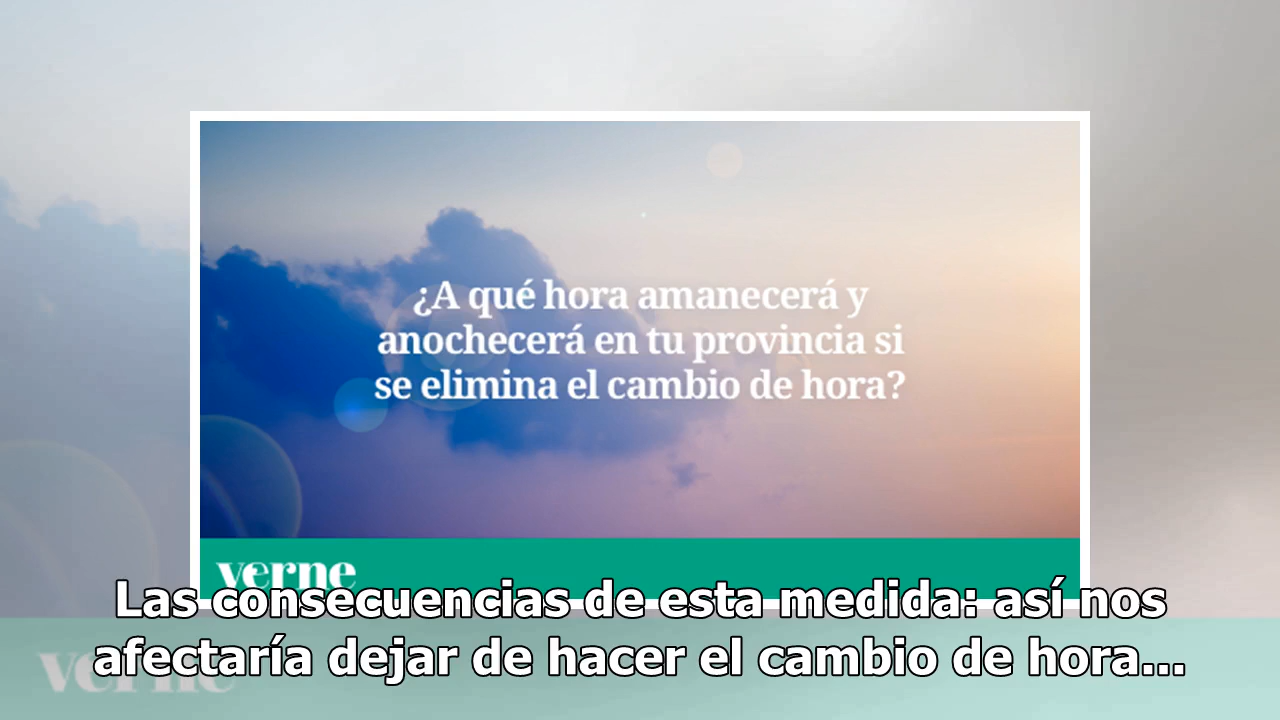 ¿A qué hora amanecerá y
anochecerá en tu provincia si
se elimina el cambio de hora?
verne
Las consecuencias de esta medida: así nos
afectaría dejar de hacer el cambio de hora...
verne